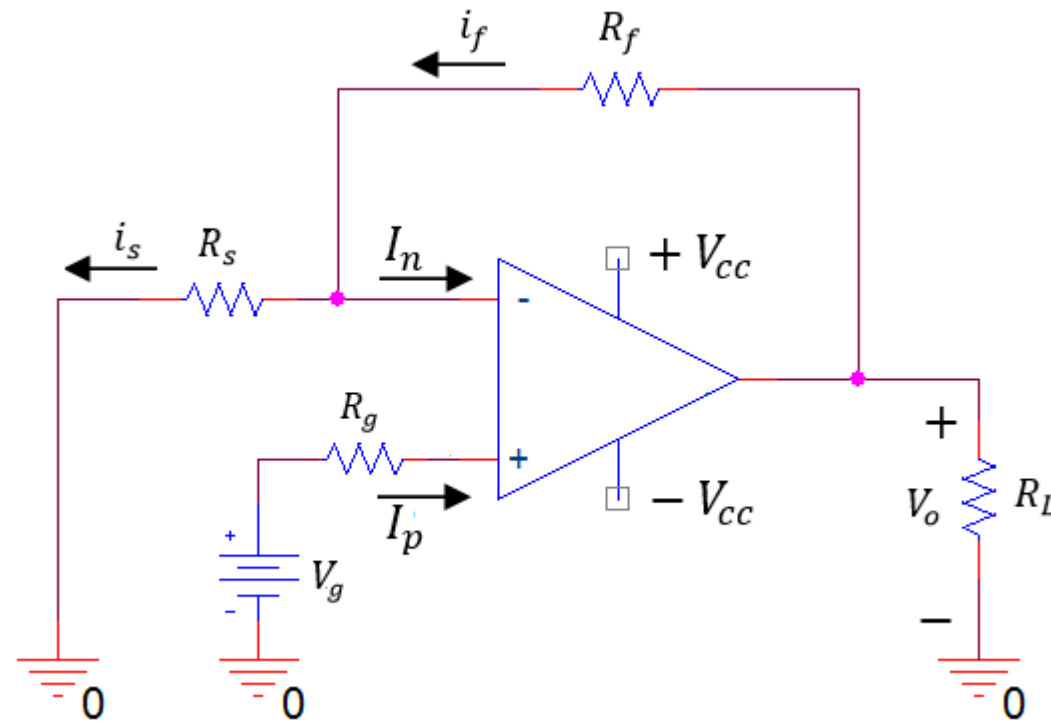 i_f
R_f
i_s
R_s
I_n
+ V_cc
-
R_g
+
I_p
− V_cc
+
V_o
R_L
−
+
V_g
-
0
0
0